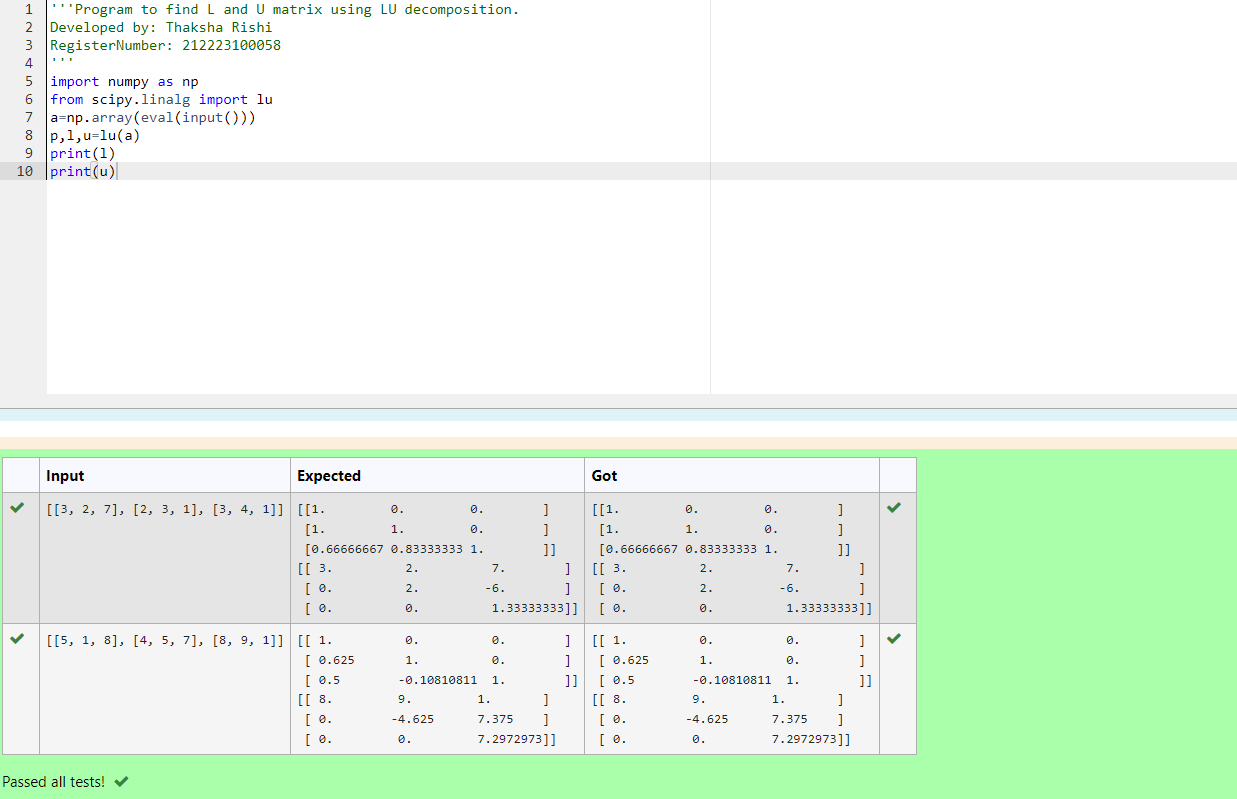 1 '''Program to find L and U matrix using LU decomposition.
2 Developed by: Thaksha Rishi
3 RegisterNumber: 212223100058
4 '''
5 import numpy as np
6 from scipy.linalg import lu
7 a=np.array(eval(input()))
8 p,l,u=lu(a)
9 print(l)
10 print(u)
Input Expected Got
[[3, 2, 7], [2, 3, 1], [3, 4, 1]] [[1. 0. 0. ] [[1. 0. 0. ]
[1. 1. 0. ] [1. 1. 0. ]
[0.66666667 0.83333333 1. ]] [0.66666667 0.83333333 1. ]]
[[ 3. 2. 7. ] [[ 3. 2. 7. ]
[ 0. 2. -6. ] [ 0. 2. -6. ]
[ 0. 0. 1.33333333]] [ 0. 0. 1.33333333]]
[[5, 1, 8], [4, 5, 7], [8, 9, 1]] [[ 1. 0. 0. ] [[ 1. 0. 0. ]
[ 0.625 1. 0. ] [ 0.625 1. 0. ]
[ 0.5 -0.10810811 1. ]] [ 0.5 -0.10810811 1. ]]
[[ 8. 9. 1. ] [[ 8. 9. 1. ]
[ 0. -4.625 7.375 ] [ 0. -4.625 7.375 ]
[ 0. 0. 7.2972973]] [ 0. 0. 7.2972973]]
Passed all tests!